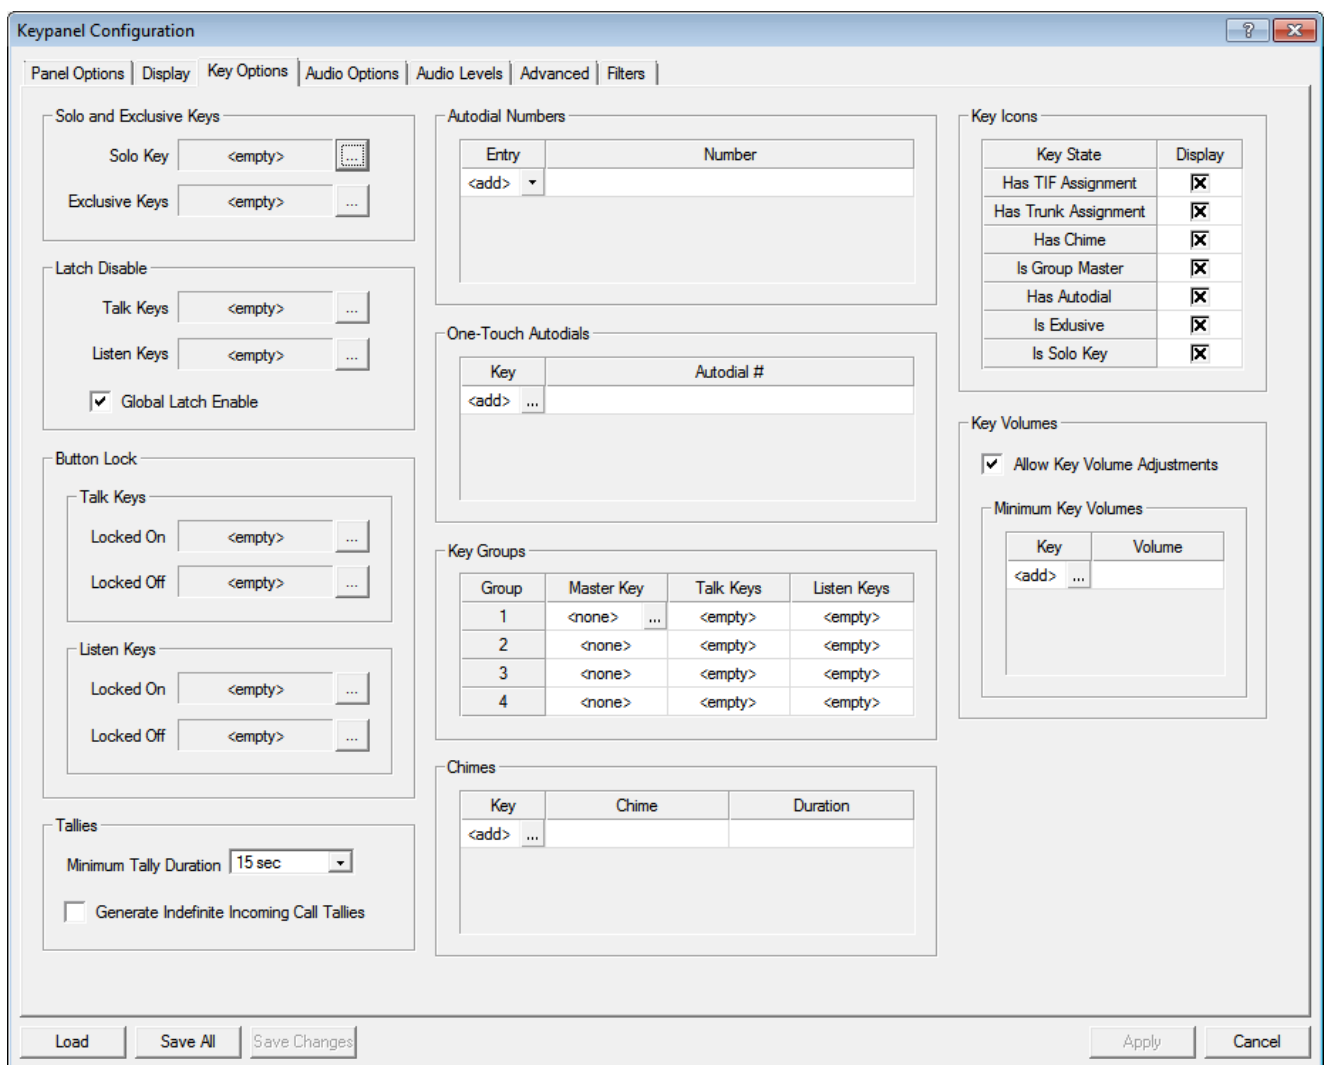 Keypanel Configuration
Panel Options Display Key Options Audio Options Audio Levels Advanced Filters
Solo and Exclusive Keys
Solo Key <empty> ...
Exclusive Keys <empty> ...
Latch Disable
Talk Keys <empty> ...
Listen Keys <empty> ...
Global Latch Enable
Button Lock
Talk Keys
Locked On <empty> ...
Locked Off <empty> ...
Listen Keys
Locked On <empty> ...
Locked Off <empty> ...
Tallies
Minimum Tally Duration 15 sec
Generate Indefinite Incoming Call Tallies
Autodial Numbers
Entry Number
<add>
One-Touch Autodials
Key Autodial #
<add> ...
Key Groups
Group Master Key Talk Keys Listen Keys
1 <none> ... <empty> <empty>
2 <none> <empty> <empty>
3 <none> <empty> <empty>
4 <none> <empty> <empty>
Chimes
Key Chime Duration
<add> ...
Key Icons
Key State Display
Has TIF Assignment
Has Trunk Assignment
Has Chime
Is Group Master
Has Autodial
Is Exlusive
Is Solo Key
Key Volumes
Allow Key Volume Adjustments
Minimum Key Volumes
Key Volume
<add> ...
Load Save All Save Changes Apply Cancel